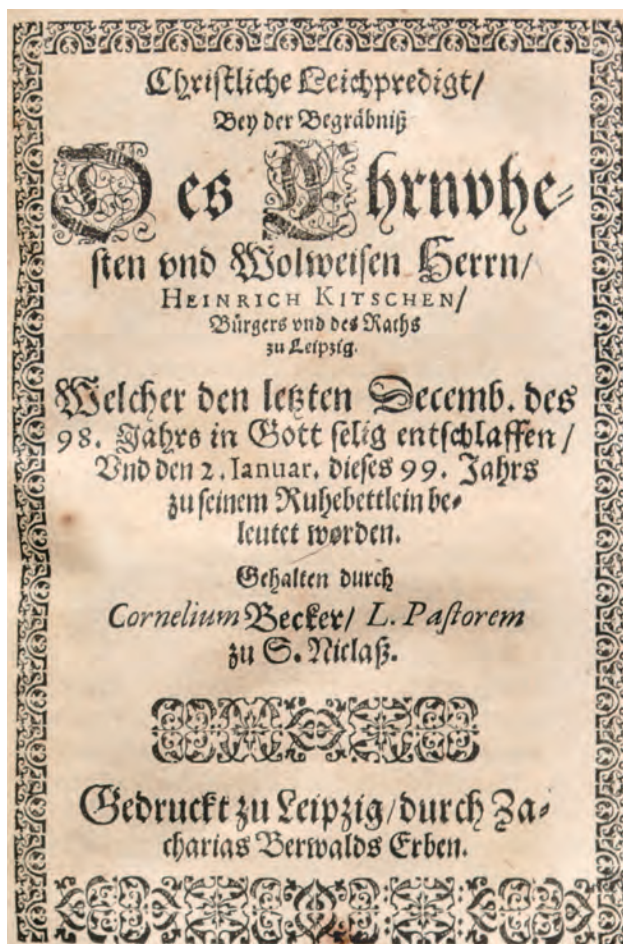 Christliche Leichpredigt/
Bey der Begräbniß
Des Ehrnvhe-
sten vnd Wolweisen Herrn/
HEINRICH KITSCHEN/
Bürgers vnd des Raths
zu Leipzig.
Welcher den letzten Decemb. des
98. Jahrs in Gott selig entschlaffen/
Vnd den 2. Ianuar. dieses 99. Jahrs
zu seinem Ruhebettlein be-
leutet worden.
Gehalten durch
Cornelium Becker/ L. Pastorem
zu S. Niclaß.
Gedruckt zu Leipzig/durch Za-
charias Berwalds Erben.